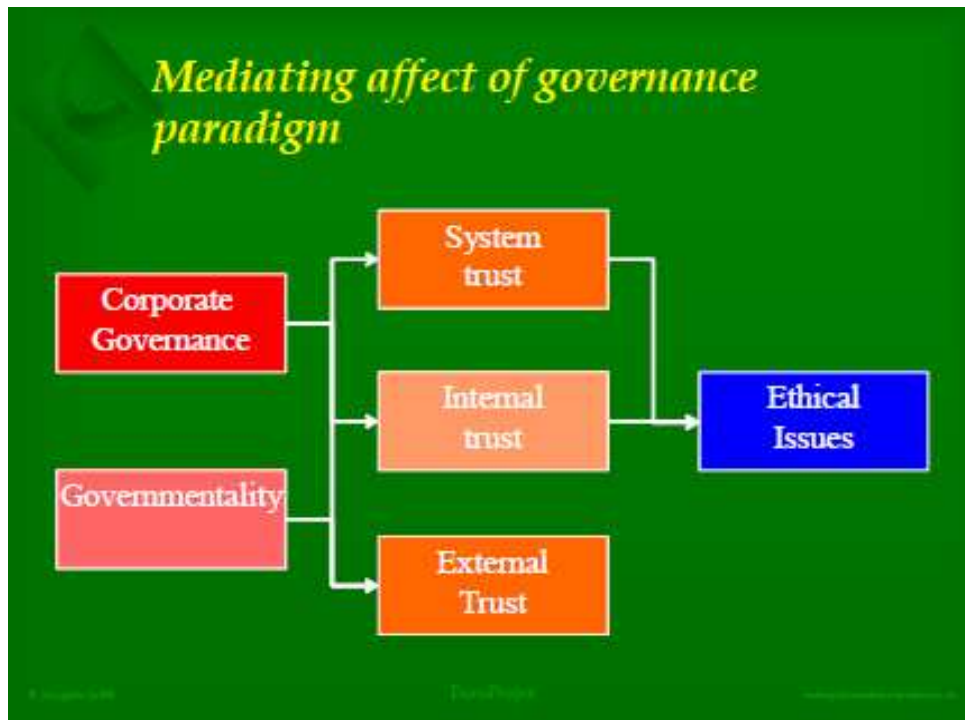 Mediating affect of governance
paradigm
System
trust
Corporate
Governance
Internal
trust
Ethical
Issues
Governmentality
External
Trust